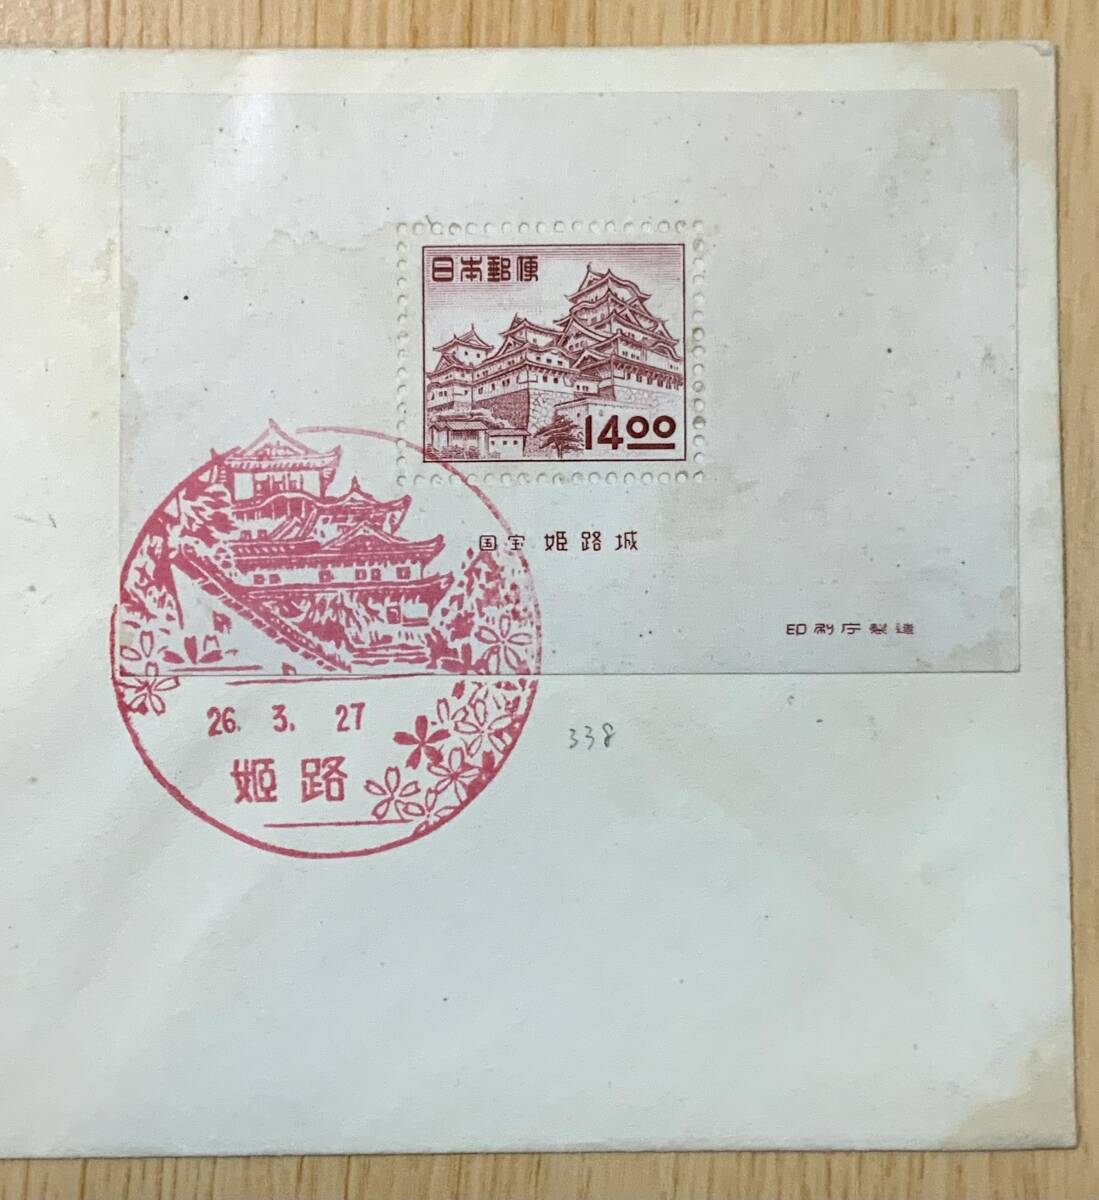 日本郵便
14.00
国宝 姫路城
印刷庁製造
26. 3. 27
姫路
338